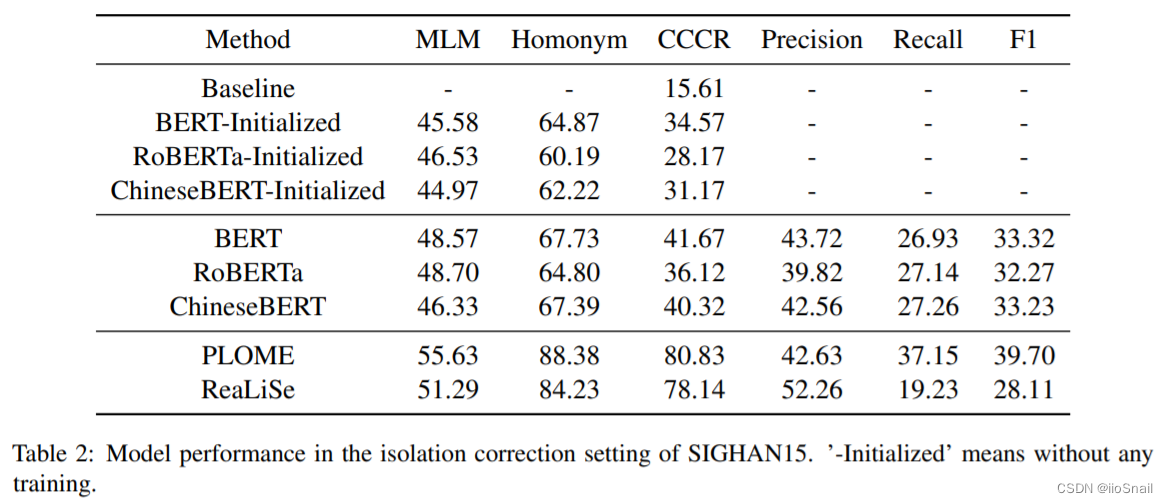 Method MLM Homonym CCCR Precision Recall F1
Baseline - - 15.61 - - -
BERT-Initialized 45.58 64.87 34.57 - - -
RoBERTa-Initialized 46.53 60.19 28.17 - - -
ChineseBERT-Initialized 44.97 62.22 31.17 - - -
BERT 48.57 67.73 41.67 43.72 26.93 33.32
RoBERTa 48.70 64.80 36.12 39.82 27.14 32.27
ChineseBERT 46.33 67.39 40.32 42.56 27.26 33.23
PLOME 55.63 88.38 80.83 42.63 37.15 39.70
ReaLiSe 51.29 84.23 78.14 52.26 19.23 28.11
Table 2: Model performance in the isolation correction setting of SIGHAN15. '-Initialized' means without any
training.
CSDN @iioSnail